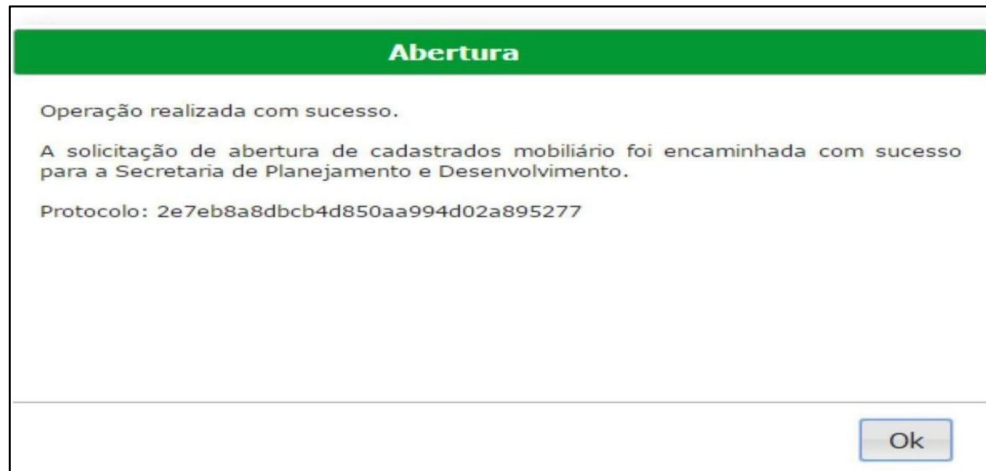 Abertura
Operação realizada com sucesso.
A solicitação de abertura de cadastrados mobiliário foi encaminhada com sucesso
para a Secretaria de Planejamento e Desenvolvimento.
Protocolo: 2e7eb8a8dbcb4d850aa994d02a895277
Ok